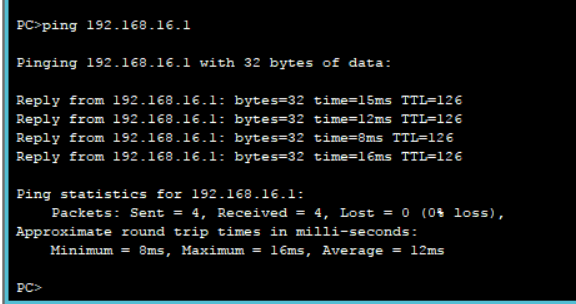 PC>ping 192.168.16.1
Pinging 192.168.16.1 with 32 bytes of data:
Reply from 192.168.16.1: bytes=32 time=15ms TTL=126
Reply from 192.168.16.1: bytes=32 time=12ms TTL=126
Reply from 192.168.16.1: bytes=32 time=8ms TTL=126
Reply from 192.168.16.1: bytes=32 time=16ms TTL=126
Ping statistics for 192.168.16.1:
    Packets: Sent = 4, Received = 4, Lost = 0 (0% loss),
Approximate round trip times in milli-seconds:
    Minimum = 8ms, Maximum = 16ms, Average = 12ms
PC>